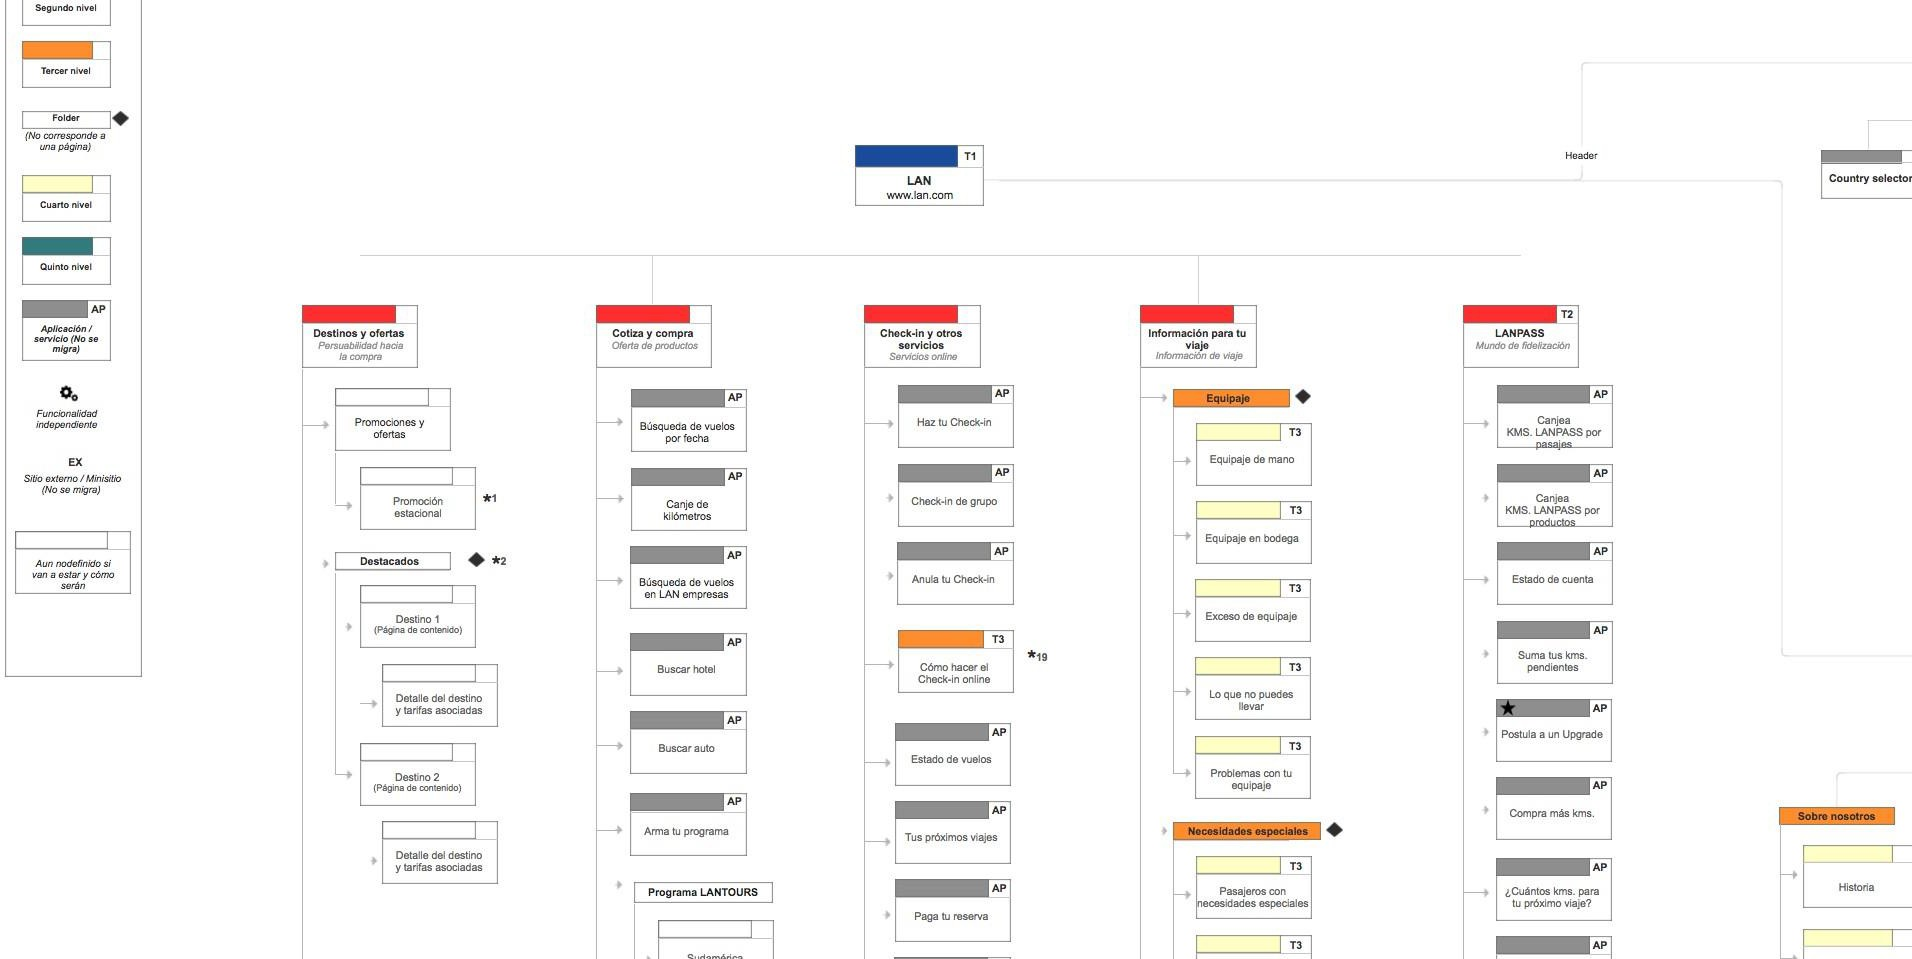 Segundo nivel
Tercer nivel
Folder
(No corresponde a
una página)
Cuarto nivel
Quinto nivel
AP
Aplicación /
servicio (No se
migra)
Funcionalidad
independiente
EX
Sitio externo / Minisitio
(No se migra)
Aun nodefinido si
van a estar y cómo
serán
T1
LAN
www.lan.com
Header
Country selector
Destinos y ofertas
Persuabilidad hacia
la compra
Promociones y
ofertas
Promoción
estacional
*1
Destacados
*2
Destino 1
(Página de contenido)
Detalle del destino
y tarifas asociadas
Destino 2
(Página de contenido)
Detalle del destino
y tarifas asociadas
Cotiza y compra
Oferta de productos
AP
Búsqueda de vuelos
por fecha
AP
Canje de
kilómetros
AP
Búsqueda de vuelos
en LAN empresas
AP
Buscar hotel
AP
Buscar auto
AP
Arma tu programa
Programa LANTOURS
Sudamérica
Check-in y otros
servicios
Servicios online
AP
Haz tu Check-in
AP
Check-in de grupo
AP
Anula tu Check-in
T3
Cómo hacer el
Check-in online
*19
AP
Estado de vuelos
AP
Tus próximos viajes
AP
Paga tu reserva
Información para tu
viaje
Información de viaje
Equipaje
T3
Equipaje de mano
T3
Equipaje en bodega
T3
Exceso de equipaje
T3
Lo que no puedes
llevar
T3
Problemas con tu
equipaje
Necesidades especiales
T3
Pasajeros con
necesidades especiales
T3
T2
LANPASS
Mundo de fidelización
AP
Canjea
KMS. LANPASS por
pasajes
AP
Canjea
KMS. LANPASS por
productos
AP
Estado de cuenta
AP
Suma tus kms.
pendientes
AP
Postula a un Upgrade
AP
Compra más kms.
AP
¿Cuántos kms. para
tu próximo viaje?
AP
Sobre nosotros
Historia